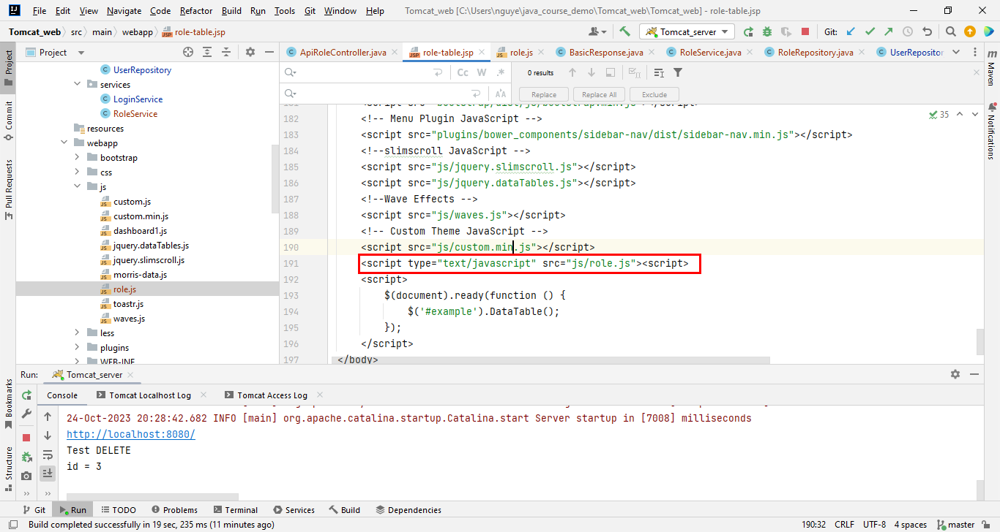 File Edit View Navigate Code Refactor Build Run Tools Git Window Help Tomcat_web [C:\Users\nguye\java_course_demo\Tomcat_web\Tomcat_web] - role-table.jsp
Tomcat_web src main webapp role-table.jsp Tomcat_server Git:
Project ApiRoleController.java role-table.jsp role.js BasicResponse.java RoleService.java RoleRepository.java UserRepositor
Project
Commit
Pull Requests
Bookmarks
Structure
Maven
Notifications
UserRepository
services
LoginService
RoleService
resources
webapp
bootstrap
css
js
custom.js
custom.min.js
dashboard1.js
jquery.dataTables.js
jquery.slimscroll.js
morris-data.js
role.js
toastr.js
waves.js
less
plugins
WEB-INF
Cc W .* 0 results
Replace Replace All Exclude
35
181 <script src="bootstrap/dist/js/bootstrap.min.js"></script>
182 <!-- Menu Plugin JavaScript -->
183 <script src="plugins/bower_components/sidebar-nav/dist/sidebar-nav.min.js"></script>
184 <!--slimscroll JavaScript -->
185 <script src="js/jquery.slimscroll.js"></script>
186 <script src="js/jquery.dataTables.js"></script>
187 <!--Wave Effects -->
188 <script src="js/waves.js"></script>
189 <!-- Custom Theme JavaScript -->
190 <script src="js/custom.min.js"></script>
191 <script type="text/javascript" src="js/role.js"><script>
192 <script>
193 $(document).ready(function () {
194 $('#example').DataTable();
195 });
196 </script>
197 </body>
Run: Tomcat_server
Console Tomcat Localhost Log Tomcat Access Log
24-Oct-2023 20:28:42.682 INFO [main] org.apache.catalina.startup.Catalina.start Server startup in [7008] milliseconds
http://localhost:8080/
Test DELETE
id = 3
Git Run TODO Problems Terminal Services Build Dependencies
Build completed successfully in 19 sec, 235 ms (11 minutes ago) 190:32 CRLF UTF-8 4 spaces master